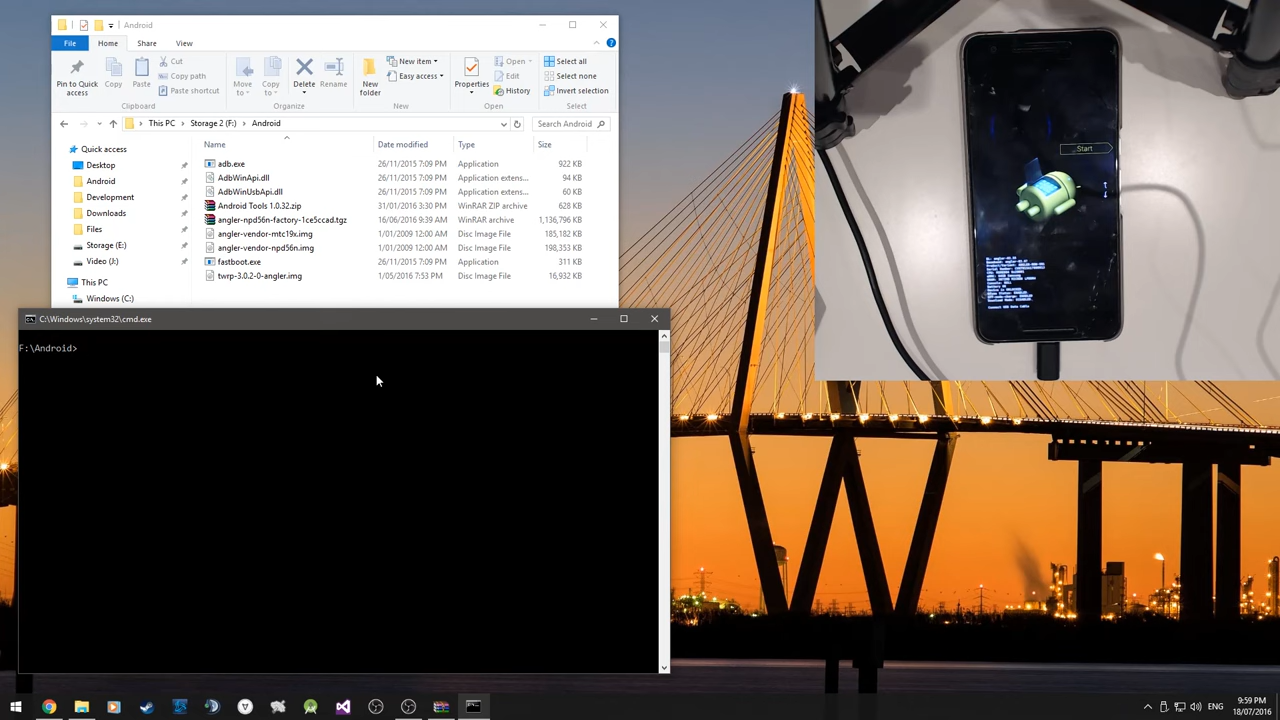 Android
File Home Share View
Pin to Quick access
Copy
Paste
Cut
Copy path
Paste shortcut
Clipboard
Move to
Copy to
Delete
Rename
Organize
New folder
New item
Easy access
New
Properties
Open
Edit
History
Open
Select all
Select none
Invert selection
Select
This PC > Storage 2 (F:) > Android
Search Android
Name Date modified Type Size
adb.exe 26/11/2015 7:09 PM Application 922 KB
AdbWinApi.dll 26/11/2015 7:09 PM Application extens... 94 KB
AdbWinUsbApi.dll 26/11/2015 7:09 PM Application extens... 60 KB
Android Tools 1.0.32.zip 31/01/2016 3:30 PM WinRAR ZIP archive 628 KB
angler-npd56n-factory-1ce5ccad.tgz 16/06/2016 9:39 AM WinRAR archive 1,136,796 KB
angler-vendor-mtc19x.img 1/01/2009 12:00 AM Disc Image File 185,182 KB
angler-vendor-npd56n.img 1/01/2009 12:00 AM Disc Image File 198,353 KB
fastboot.exe 26/11/2015 7:09 PM Application 311 KB
twrp-3.0.2-0-angler.img 1/05/2016 7:53 PM Disc Image File 16,932 KB
Quick access
Desktop
Android
Development
Downloads
Files
Storage (E:)
Video (J:)
This PC
Windows (C:)
C:\Windows\system32\cmd.exe
F:\Android>
Start
ENG
9:59 PM
18/07/2016